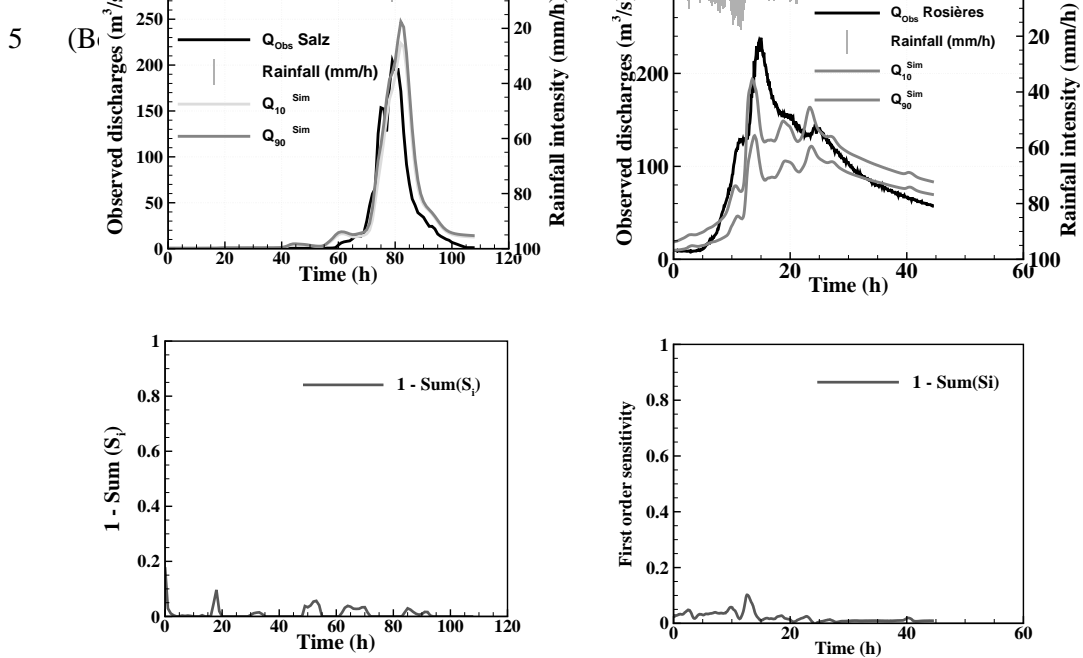 5 (B
Observed discharges (m³/s
250
200
150
100
50
0
Q_Obs Salz
Rainfall (mm/h)
Q_10^Sim
Q_90^Sim
20
40
60
80
100
Rainfall intensity (mm/h)
0 20 40 60 80 100 120
Time (h)
Observed discharges (m³/s)
200
100
0
Q_Obs Rosières
Rainfall (mm/h)
Q_10^Sim
Q_90^Sim
20
40
60
80
100
Rainfall intensity (mm/h)
0 20 40 60
Time (h)
1 - Sum (S_i)
1
0.8
0.6
0.4
0.2
0
1 - Sum(S_i)
0 20 40 60 80 100 120
Time (h)
First order sensitivity
1
0.8
0.6
0.4
0.2
0
1 - Sum(Si)
0 20 40 60
Time (h)